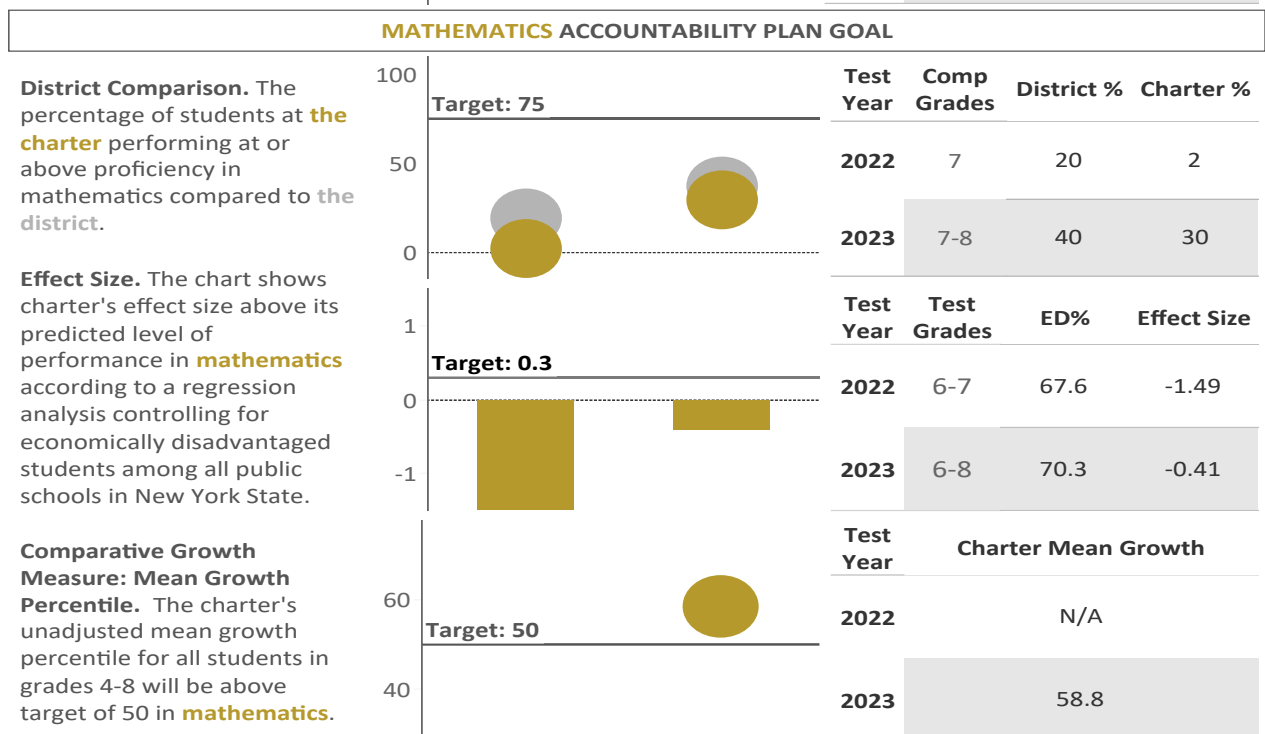 MATHEMATICS ACCOUNTABILITY PLAN GOAL
District Comparison. The
percentage of students at the
charter performing at or
above proficiency in
mathematics compared to the
district.
100
Target: 75
50
0
Test Year Comp Grades District % Charter %
2022 7 20 2
2023 7-8 40 30
Effect Size. The chart shows
charter's effect size above its
predicted level of
performance in mathematics
according to a regression
analysis controlling for
economically disadvantaged
students among all public
schools in New York State.
1
Target: 0.3
0
-1
Test Year Test Grades ED% Effect Size
2022 6-7 67.6 -1.49
2023 6-8 70.3 -0.41
Comparative Growth
Measure: Mean Growth
Percentile. The charter's
unadjusted mean growth
percentile for all students in
grades 4-8 will be above
target of 50 in mathematics.
60
Target: 50
40
Test Year Charter Mean Growth
2022 N/A
2023 58.8